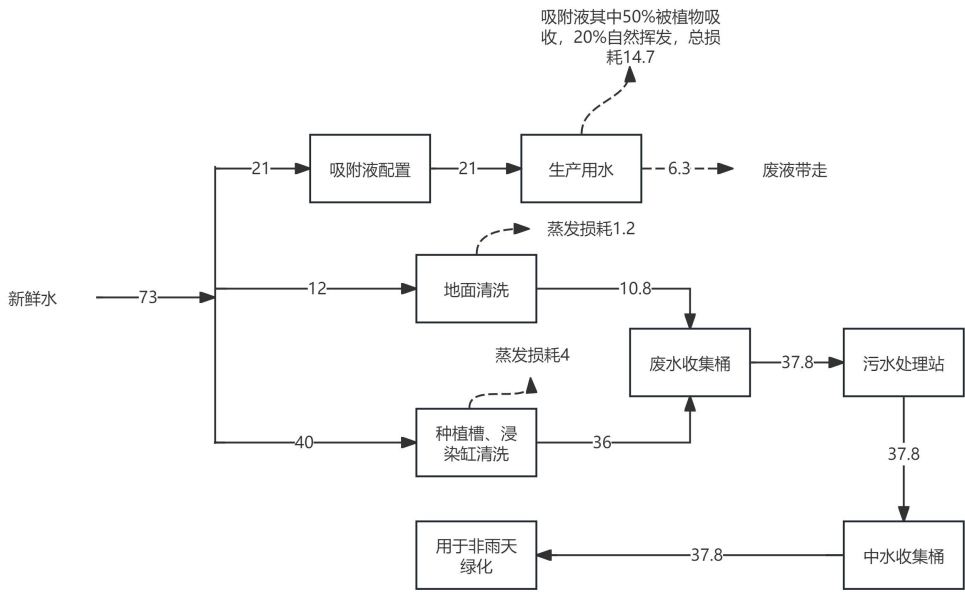 吸附液其中50%被植物吸
收，20%自然挥发，总损
耗14.7
21
吸附液配置
21
生产用水
6.3
废液带走
蒸发损耗1.2
新鲜水
73
12
地面清洗
10.8
蒸发损耗4
废水收集桶
37.8
污水处理站
40
种植槽、浸
染缸清洗
36
37.8
用于非雨天
绿化
37.8
中水收集桶